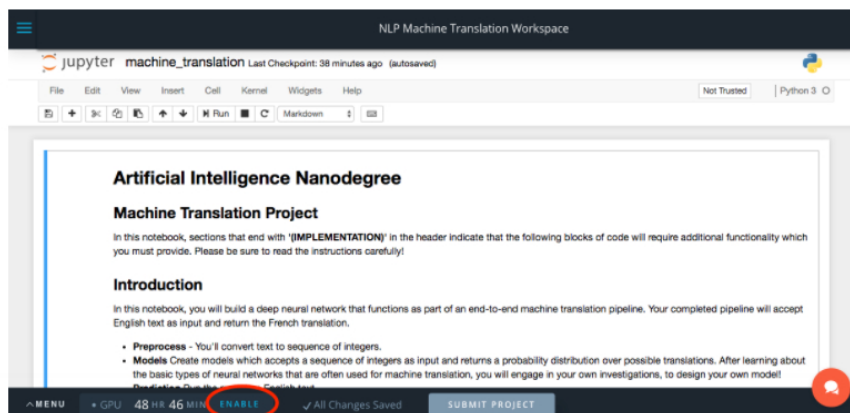 NLP Machine Translation Workspace
jupyter machine_translation Last Checkpoint: 38 minutes ago (autosaved)
File Edit View Insert Cell Kernel Widgets Help Not Trusted Python 3
Run Markdown
Artificial Intelligence Nanodegree
Machine Translation Project
In this notebook, sections that end with '(IMPLEMENTATION)' in the header indicate that the following blocks of code will require additional functionality which
you must provide. Please be sure to read the instructions carefully!
Introduction
In this notebook, you will build a deep neural network that functions as part of an end-to-end machine translation pipeline. Your completed pipeline will accept
English text as input and return the French translation.
• Preprocess - You'll convert text to sequence of integers.
• Models Create models which accepts a sequence of integers as input and returns a probability distribution over possible translations. After learning about
the basic types of neural networks that are often used for machine translation, you will engage in your own investigations, to design your own model!
• Prediction Run the English text
MENU • GPU 48 HR 46 MIN ENABLE ✓ All Changes Saved SUBMIT PROJECT